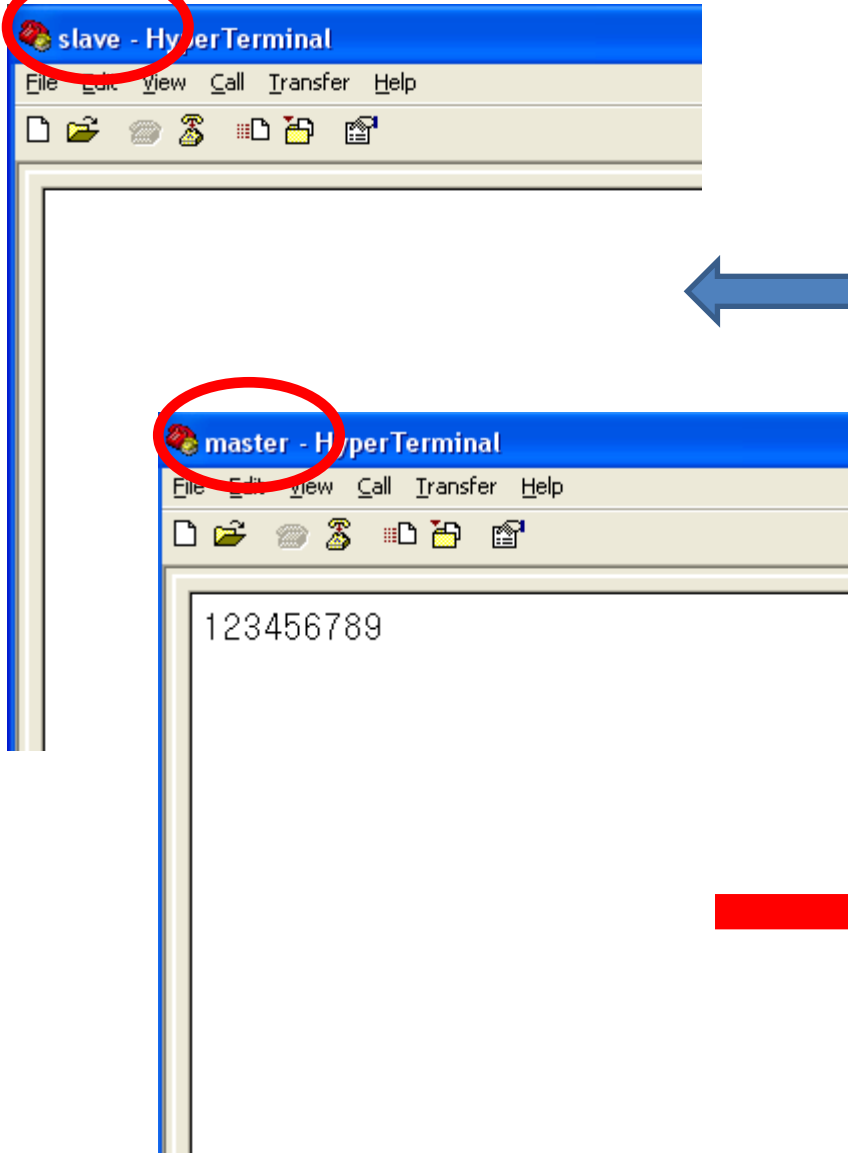 slave - HyperTerminal
File Edit View Call Transfer Help
master - HyperTerminal
File Edit View Call Transfer Help
123456789